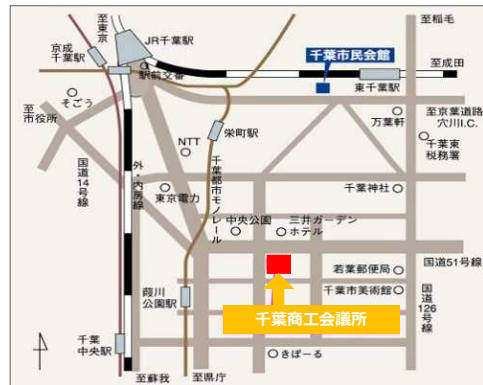 至東京
JR千葉駅
至稲毛
京成
千葉駅
千葉市民会館
至成田
駅前交番
東千葉駅
そごう
至
市役所
栄町駅
万葉軒
至京葉道路
穴川I.C.
NTT
千葉東
税務署
国道14号線
外・内房線
千葉都市モノレール
東京電力
千葉神社
中央公園
三井ガーデン
ホテル
国道51号線
若葉郵便局
葭川
公園駅
千葉市美術館
千葉商工会議所
国道126号線
千葉
中央駅
きぼーる
至蘇我
至県庁